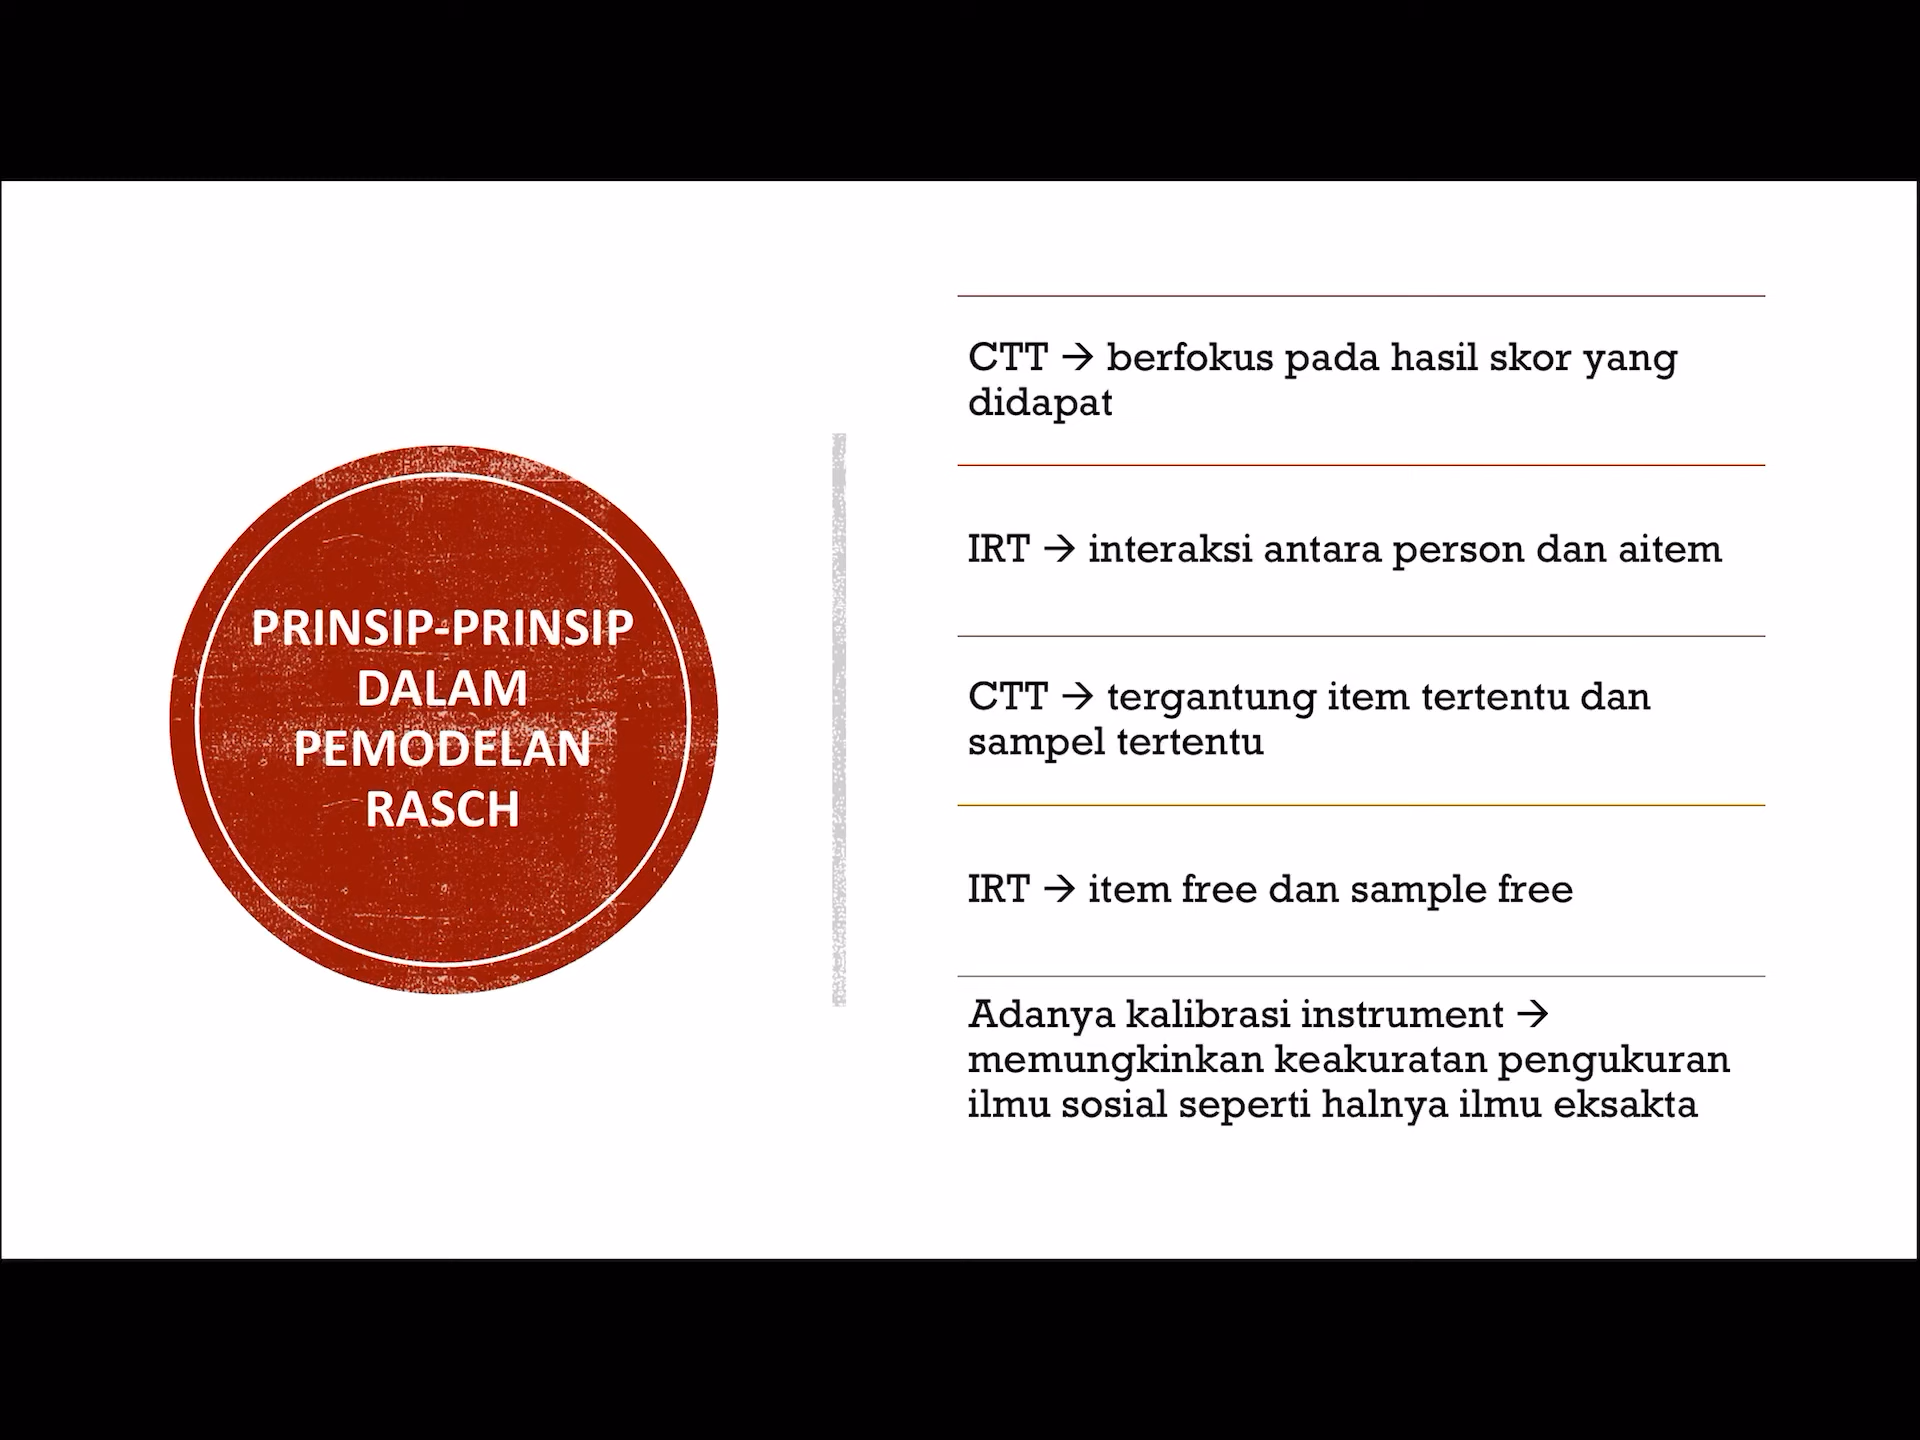 PRINSIP-PRINSIP
DALAM
PEMODELAN
RASCH
CTT → berfokus pada hasil skor yang
didapat
IRT → interaksi antara person dan aitem
CTT → tergantung item tertentu dan
sampel tertentu
IRT → item free dan sample free
Adanya kalibrasi instrument →
memungkinkan keakuratan pengukuran
ilmu sosial seperti halnya ilmu eksakta